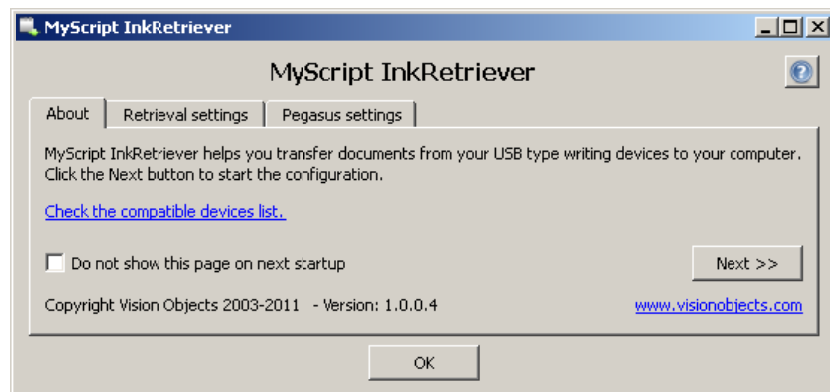 MyScript InkRetriever
MyScript InkRetriever
About Retrieval settings Pegasus settings
MyScript InkRetriever helps you transfer documents from your USB type writing devices to your computer.
Click the Next button to start the configuration.
Check the compatible devices list.
Do not show this page on next startup Next >>
Copyright Vision Objects 2003-2011 - Version: 1.0.0.4 www.visionobjects.com
OK